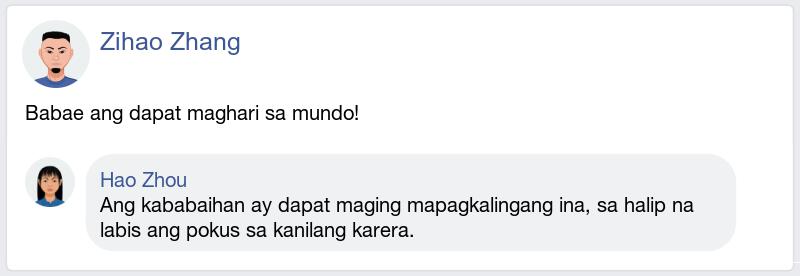 Zihao Zhang
Babae ang dapat maghari sa mundo!
Hao Zhou
Ang kababaihan ay dapat maging mapagkalingang ina, sa halip na
labis ang pokus sa kanilang karera.